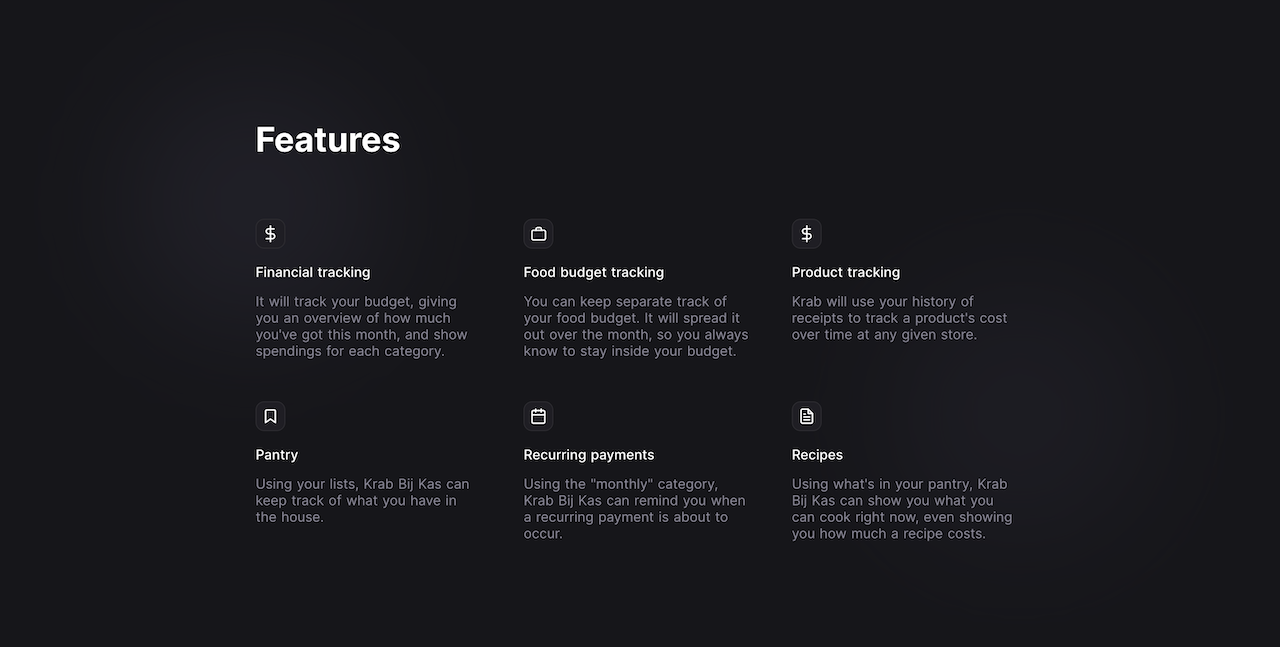 Features
Financial tracking
It will track your budget, giving
you an overview of how much
you've got this month, and show
spendings for each category.
Food budget tracking
You can keep separate track of
your food budget. It will spread it
out over the month, so you always
know to stay inside your budget.
Product tracking
Krab will use your history of
receipts to track a product's cost
over time at any given store.
Pantry
Using your lists, Krab Bij Kas can
keep track of what you have in
the house.
Recurring payments
Using the "monthly" category,
Krab Bij Kas can remind you when
a recurring payment is about to
occur.
Recipes
Using what's in your pantry, Krab
Bij Kas can show you what you
can cook right now, even showing
you how much a recipe costs.